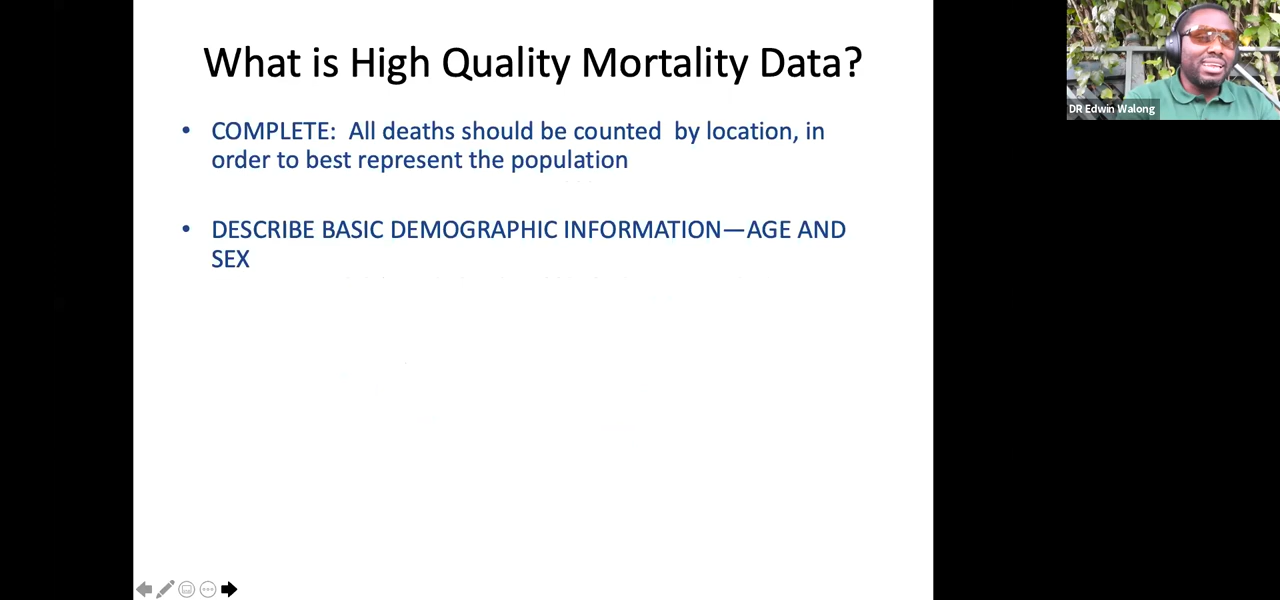 What is High Quality Mortality Data?
• COMPLETE: All deaths should be counted by location, in
order to best represent the population
• DESCRIBE BASIC DEMOGRAPHIC INFORMATION—AGE AND
SEX
DR Edwin Walong